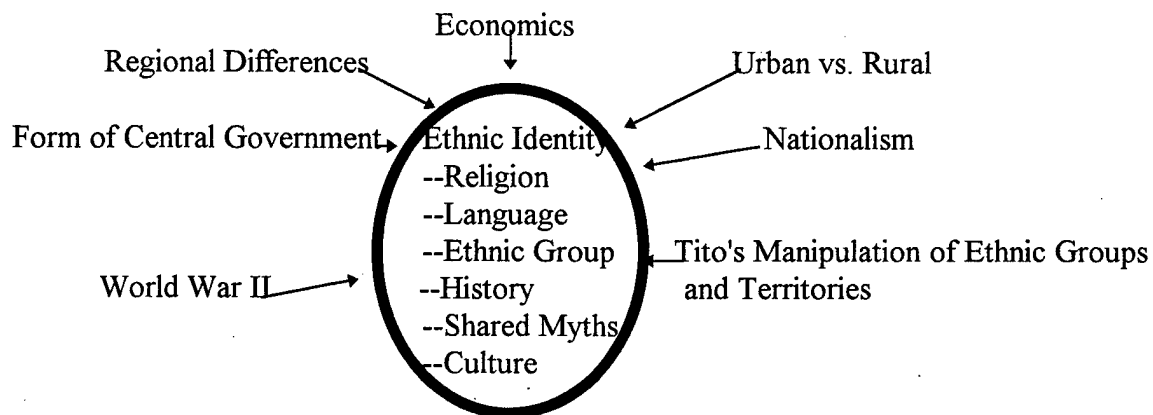 Economics
Regional Differences
Urban vs. Rural
Form of Central Government
Ethnic Identity
Nationalism
--Religion
--Language
--Ethnic Group
Tito's Manipulation of Ethnic Groups
and Territories
World War II
--History
--Shared Myths
--Culture